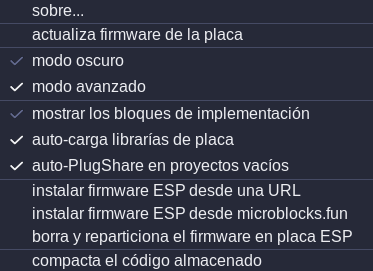 sobre...
actualiza firmware de la placa
modo oscuro
modo avanzado
mostrar los bloques de implementación
auto-carga librarías de placa
auto-PlugShare en proyectos vacíos
instalar firmware ESP desde una URL
instalar firmware ESP desde microblocks.fun
borra y reparticiona el firmware en placa ESP
compacta el código almacenado